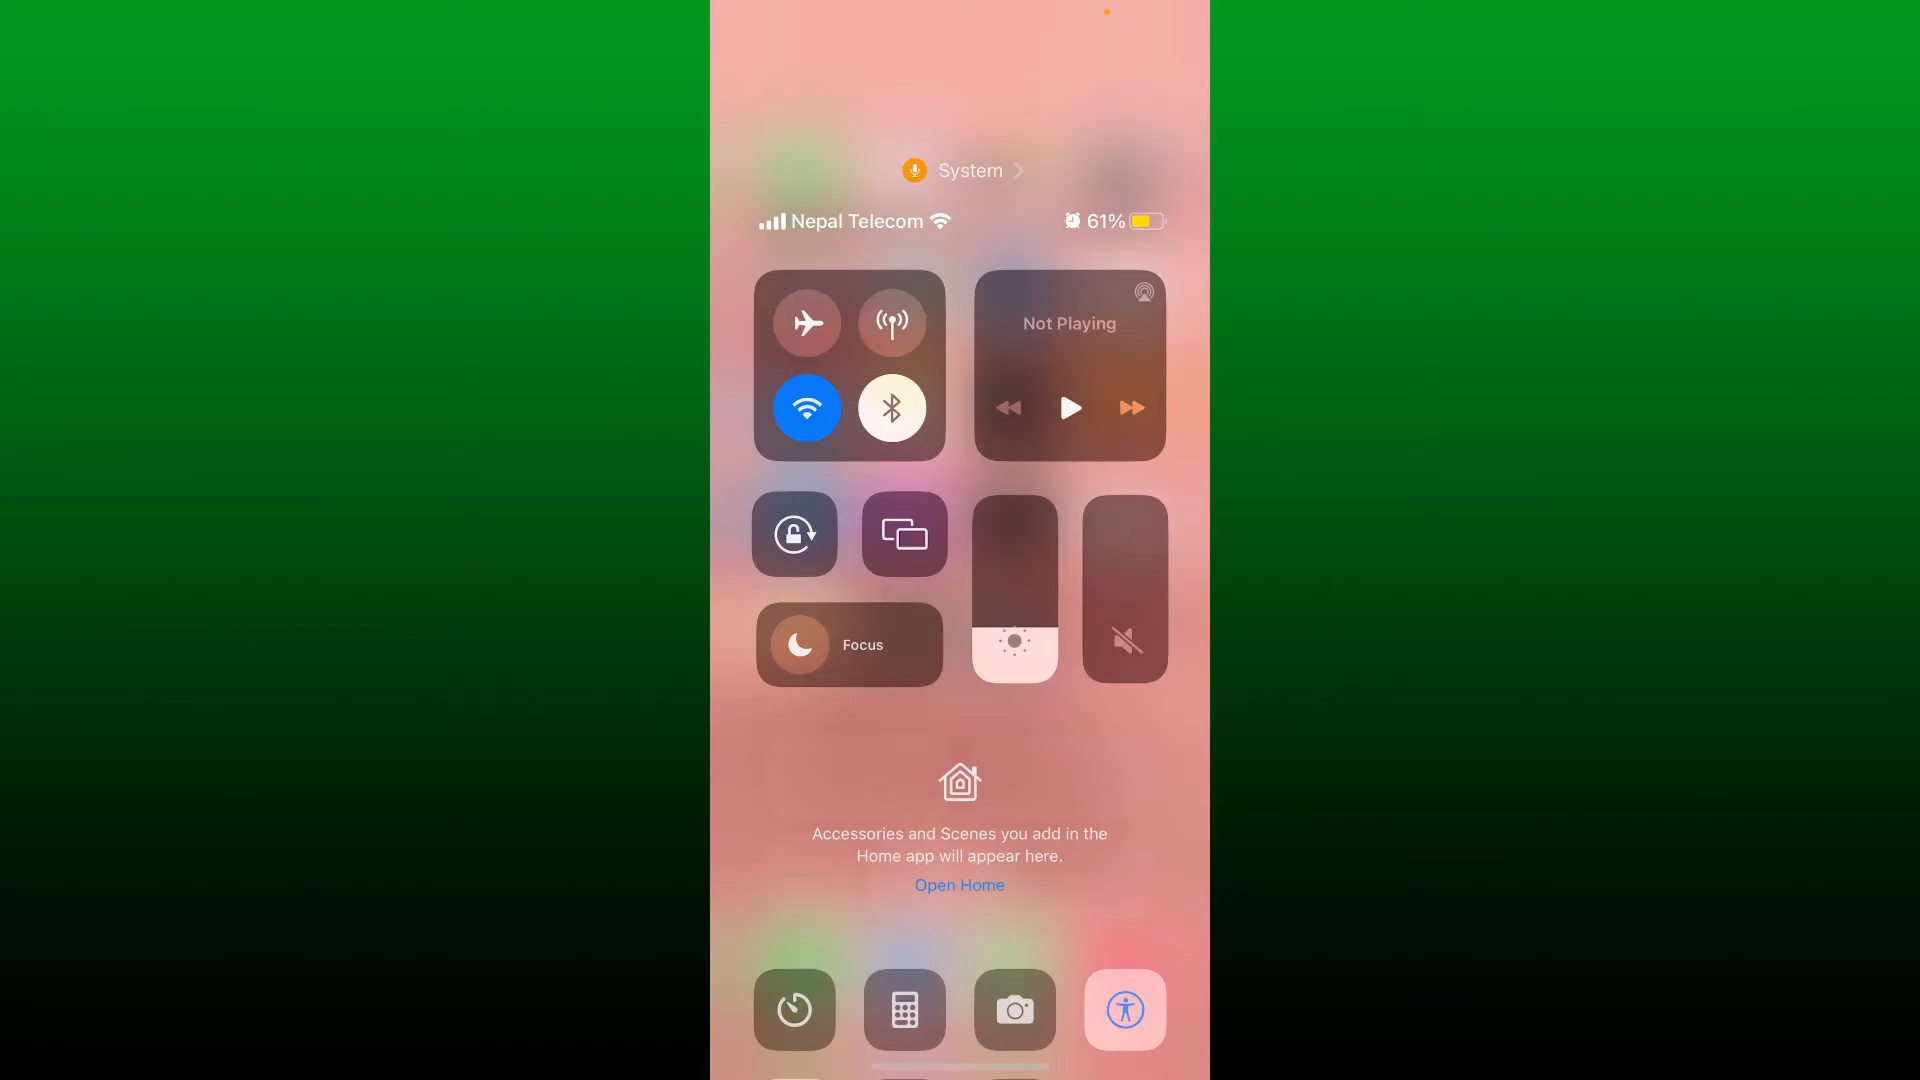 System
Nepal Telecom 61%
Not Playing
Focus
Accessories and Scenes you add in the
Home app will appear here.
Open Home